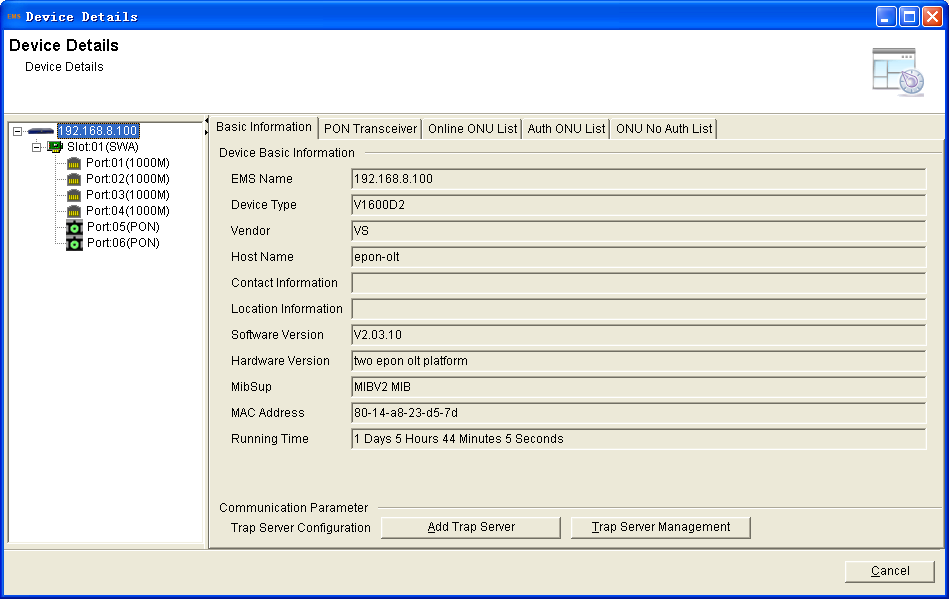 EMS Device Details
Device Details
Device Details
192.168.8.100
Slot:01(SWA)
Port:01(1000M)
Port:02(1000M)
Port:03(1000M)
Port:04(1000M)
Port:05(PON)
Port:06(PON)
Basic Information PON Transceiver Online ONU List Auth ONU List ONU No Auth List
Device Basic Information
EMS Name 192.168.8.100
Device Type V1600D2
Vendor VS
Host Name epon-olt
Contact Information
Location Information
Software Version V2.03.10
Hardware Version two epon olt platform
MibSup MIBV2 MIB
MAC Address 80-14-a8-23-d5-7d
Running Time 1 Days 5 Hours 44 Minutes 5 Seconds
Communication Parameter
Trap Server Configuration Add Trap Server Trap Server Management
Cancel